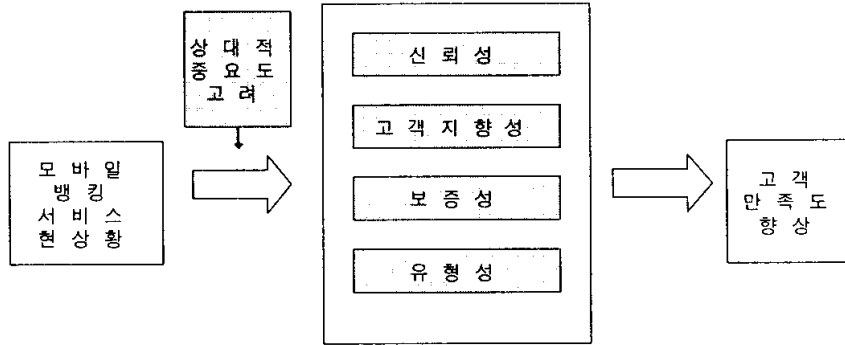 상 대 적
중 요 도
고 려
모 바 일
뱅 킹
서 비 스
현 상 황
신 뢰 성
고 객 지 향 성
보 증 성
유 형 성
고 객
만 족 도
향 상